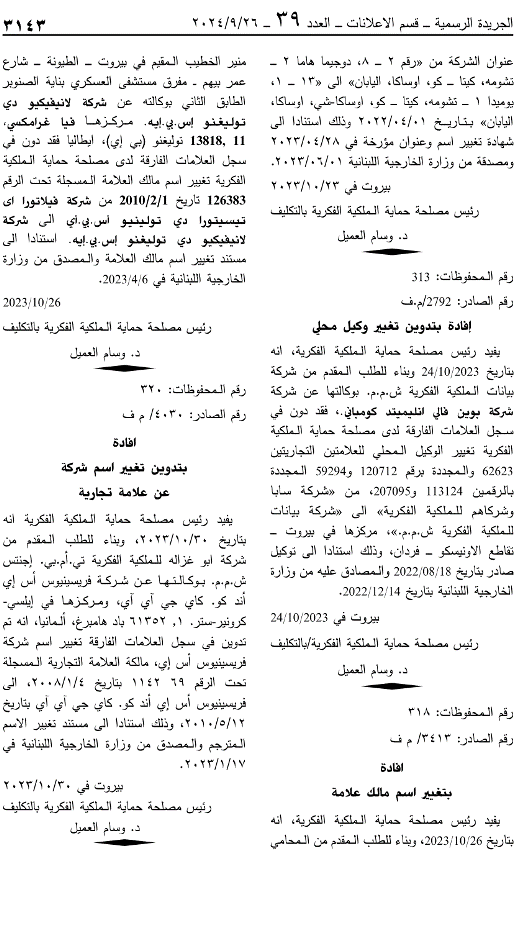 الجريدة الرسمية ــ قسم الاعلانات ــ العدد ٣٩ ــ ٢٠٢٤/٩/٢٦
٣١٤٣
عنوان الشركة من «رقم ٢ ــ ٨، دوجيما هاما ٢ ــ
تشومه، كيتا ــ كو، اوساكا، اليابان» الى «١٣ ــ ١،
يوميدا ١ ــ تشومه، كيتا ــ كو، اوساكا-شي، اوساكا،
اليابان» بتاريخ ٢٠٢٢/٠٤/٠١ وذلك استنادا الى
شهادة تغيير اسم وعنوان مؤرخة في ٢٠٢٣/٠٤/٢٨
ومصدقة من وزارة الخارجية اللبنانية ٢٠٢٣/٠٦/٠١.
بيروت في ٢٠٢٣/١٠/٢٣
رئيس مصلحة حماية الملكية الفكرية بالتكليف
د. وسام العميل
رقم المحفوظات: 313
رقم الصادر: 2792/م.ف
إفادة بتدوين تغيير وكيل محلي
يفيد رئيس مصلحة حماية الملكية الفكرية، انه
بتاريخ 24/10/2023 وبناء للطلب المقدم من شركة
بيانات الملكية الفكرية ش.م.م. بوكالتها عن شركة
شركة بوين فالي انليميتد كومباني.، فقد دون في
سجل العلامات الفارقة لدى مصلحة حماية الملكية
الفكرية تغيير الوكيل المحلي للعلامتين التجاريتين
62623 والمجددة برقم 120712 و59294 المجددة
بالرقمين 113124 و207095، من «شركة سابا
وشركاهم للملكية الفكرية» الى «شركة بيانات
للملكية الفكرية ش.م.م.»، مركزها في بيروت ــ
تقاطع الاونيسكو ــ فردان، وذلك استنادا الى توكيل
صادر بتاريخ 2022/08/18 والمصادق عليه من وزارة
الخارجية اللبنانية بتاريخ 2022/12/14.
بيروت في 24/10/2023
رئيس مصلحة حماية الملكية الفكرية/بالتكليف
د. وسام العميل
رقم المحفوظات: ٣١٨
رقم الصادر: ٣٤١٣/ م ف
افادة
بتغيير اسم مالك علامة
يفيد رئيس مصلحة حماية الملكية الفكرية، انه
بتاريخ 2023/10/26، وبناء للطلب المقدم من المحامي
منير الخطيب المقيم في بيروت ــ الطيونة ــ شارع
عمر بيهم ــ مفرق مستشفى العسكري بناية الصنوبر
الطابق الثاني بوكالته عن شركة لانيفيكيو دي
توليغنو إس.بي.إيه. مركزها فيا غرامكسي،
11 ,13818 توليغنو (بي إي)، ايطاليا فقد دون في
سجل العلامات الفارقة لدى مصلحة حماية الملكية
الفكرية تغيير اسم مالك العلامة المسجلة تحت الرقم
126383 تاريخ 2010/2/1 من شركة فيلاتورا اى
تيسيتورا دي تولينيو اس.بي.أي الى شركة
لانيفيكيو دي توليغنو إس.بي.إيه. استنادا الى
مستند تغيير اسم مالك العلامة والمصدق من وزارة
الخارجية اللبنانية في 2023/4/6.
2023/10/26
رئيس مصلحة حماية الملكية الفكرية بالتكليف
د. وسام العميل
رقم المحفوظات: ٣٢٠
رقم الصادر: ٤٠٣٠/ م ف
افادة
بتدوين تغيير اسم شركة
عن علامة تجارية
يفيد رئيس مصلحة حماية الملكية الفكرية انه
بتاريخ ٢٠٢٣/١٠/٣٠، وبناء للطلب المقدم من
شركة ابو غزاله للملكية الفكرية تي.أم.بي. إجنتس
ش.م.م. بوكالتها عن شركة فريسينيوس أس إي
أند كو. كاي جي آي آي، ومركزها في إيلسي-
كرونير-ستر. ١, ٦١٣٥٢ باد هامبرغ، ألمانيا، انه تم
تدوين في سجل العلامات الفارقة تغيير اسم شركة
فريسينيوس أس إي، مالكة العلامة التجارية المسجلة
تحت الرقم ٦٩ ١١٤٢ بتاريخ ٢٠٠٨/١/٤، الى
فريسينيوس أس إي أند كو. كاي جي آي آي بتاريخ
٢٠١٠/٥/١٢، وذلك استنادا الى مستند تغيير الاسم
المترجم والمصدق من وزارة الخارجية اللبنانية في
٢٠٢٣/١/١٧.
بيروت في ٢٠٢٣/١٠/٣٠
رئيس مصلحة حماية الملكية الفكرية بالتكليف
د. وسام العميل